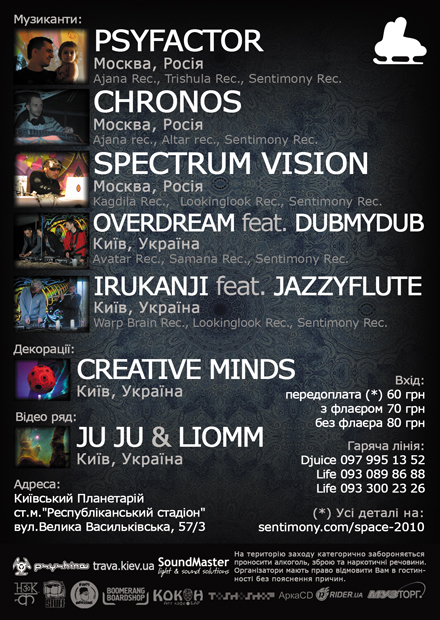 Музиканти:
PSYFACTOR
Москва, Росія
Ajana Rec., Trishula Rec., Sentimony Rec.
CHRONOS
Москва, Росія
Ajana rec., Altar rec., Sentimony Rec.
SPECTRUM VISION
Москва, Росія
Kagdila Rec., Lookinglook Rec., Sentimony Rec.
OVERDREAM feat. DUBMYDUB
Київ, Україна
Avatar Rec., Samana Rec., Sentimony Rec.
IRUKANJI feat. JAZZYFLUTE
Київ, Україна
Warp Brain Rec., Lookinglook Rec., Sentimony Rec.
Декорації:
CREATIVE MINDS
Київ, Україна
Вхід:
передоплата (*) 60 грн
з флаєром 70 грн
без флаєра 80 грн
Відео ряд:
JU JU & LIOMM
Київ, Україна
Гаряча лінія:
Djuice 097 995 13 52
Life 093 089 86 88
Life 093 300 23 26
Адреса:
Київський Планетарій
ст.м."Республіканський стадіон"
вул.Велика Васильківська, 57/3
(*) Усі деталі на:
sentimony.com/space-2010
psyshina trava.kiev.ua SoundMaster
light & sound solutions
На територію заходу категорично забороняється
проносити алкоголь, зброю та наркотичні речовини.
Організатори мають право відмовити Вам в гостин-
ності без пояснення причин.
BOOMERANG
BOARDSHOP
КОКОН
АркаCD
RIDER.UA
МУЗТОРГ